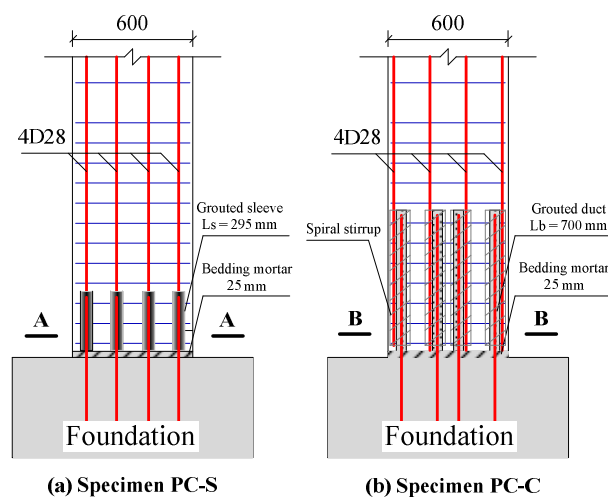 600
4D28
Grouted sleeve
Ls = 295 mm
Bedding mortar
25 mm
A
A
Foundation
(a) Specimen PC-S
600
4D28
Spiral stirrup
Grouted duct
Lb = 700 mm
Bedding mortar
25 mm
B
B
Foundation
(b) Specimen PC-C